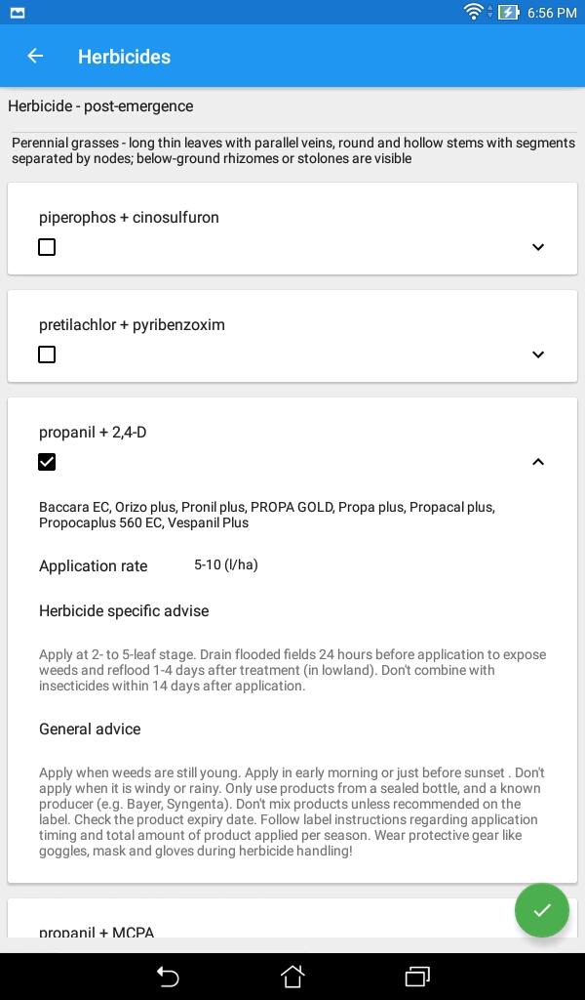 6:56 PM
Herbicides
Herbicide - post-emergence
Perennial grasses - long thin leaves with parallel veins, round and hollow stems with segments
separated by nodes; below-ground rhizomes or stolones are visible
piperophos + cinosulfuron
pretilachlor + pyribenzoxim
propanil + 2,4-D
Baccara EC, Orizo plus, Pronil plus, PROPA GOLD, Propa plus, Propacal plus,
Propocaplus 560 EC, Vespanil Plus
Application rate 5-10 (l/ha)
Herbicide specific advise
Apply at 2- to 5-leaf stage. Drain flooded fields 24 hours before application to expose
weeds and reflood 1-4 days after treatment (in lowland). Don't combine with
insecticides within 14 days after application.
General advice
Apply when weeds are still young. Apply in early morning or just before sunset . Don't
apply when it is windy or rainy. Only use products from a sealed bottle, and a known
producer (e.g. Bayer, Syngenta). Don't mix products unless recommended on the
label. Check the product expiry date. Follow label instructions regarding application
timing and total amount of product applied per season. Wear protective gear like
goggles, mask and gloves during herbicide handling!
propanil + MCPA